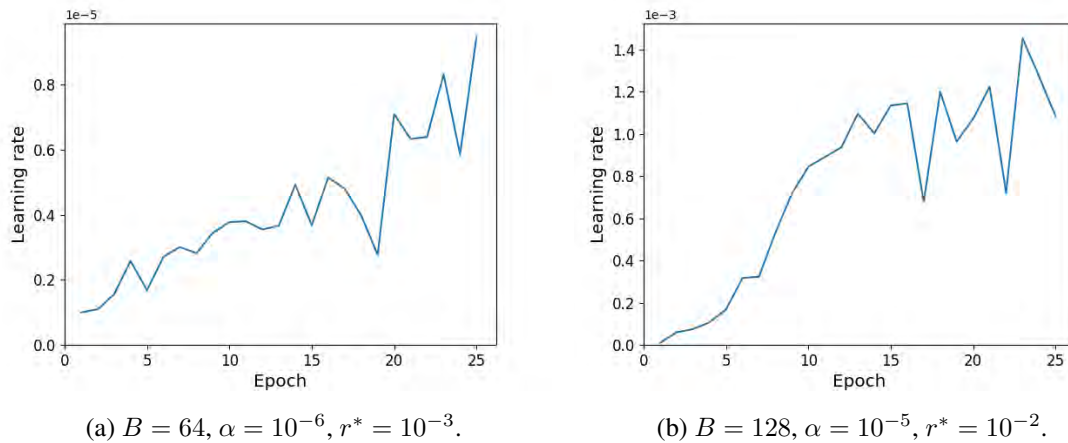 1e−5
0.8
0.6
0.4
0.2
0.0
Learning rate
0 5 10 15 20 25
Epoch
(a) B = 64, α = 10⁻⁶, r* = 10⁻³.
1e−3
1.4
1.2
1.0
0.8
0.6
0.4
0.2
0.0
Learning rate
0 5 10 15 20 25
Epoch
(b) B = 128, α = 10⁻⁵, r* = 10⁻².